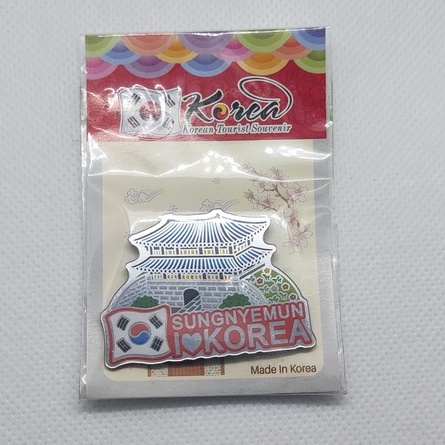 Korea
Korean Tourist Souvenir
SUNGNYEMUN
I♥KOREA
Made In Korea